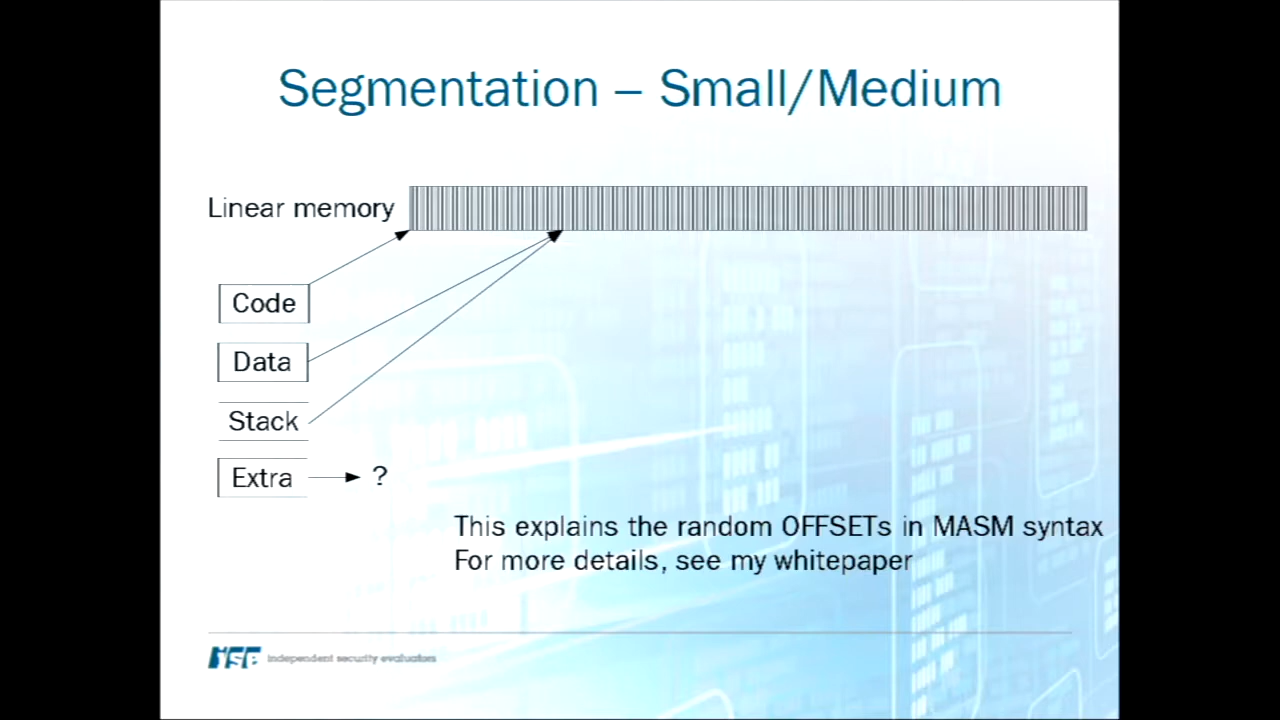 Segmentation – Small/Medium
Linear memory
Code
Data
Stack
Extra
?
This explains the random OFFSETs in MASM syntax
For more details, see my whitepaper
ise independent security evaluators